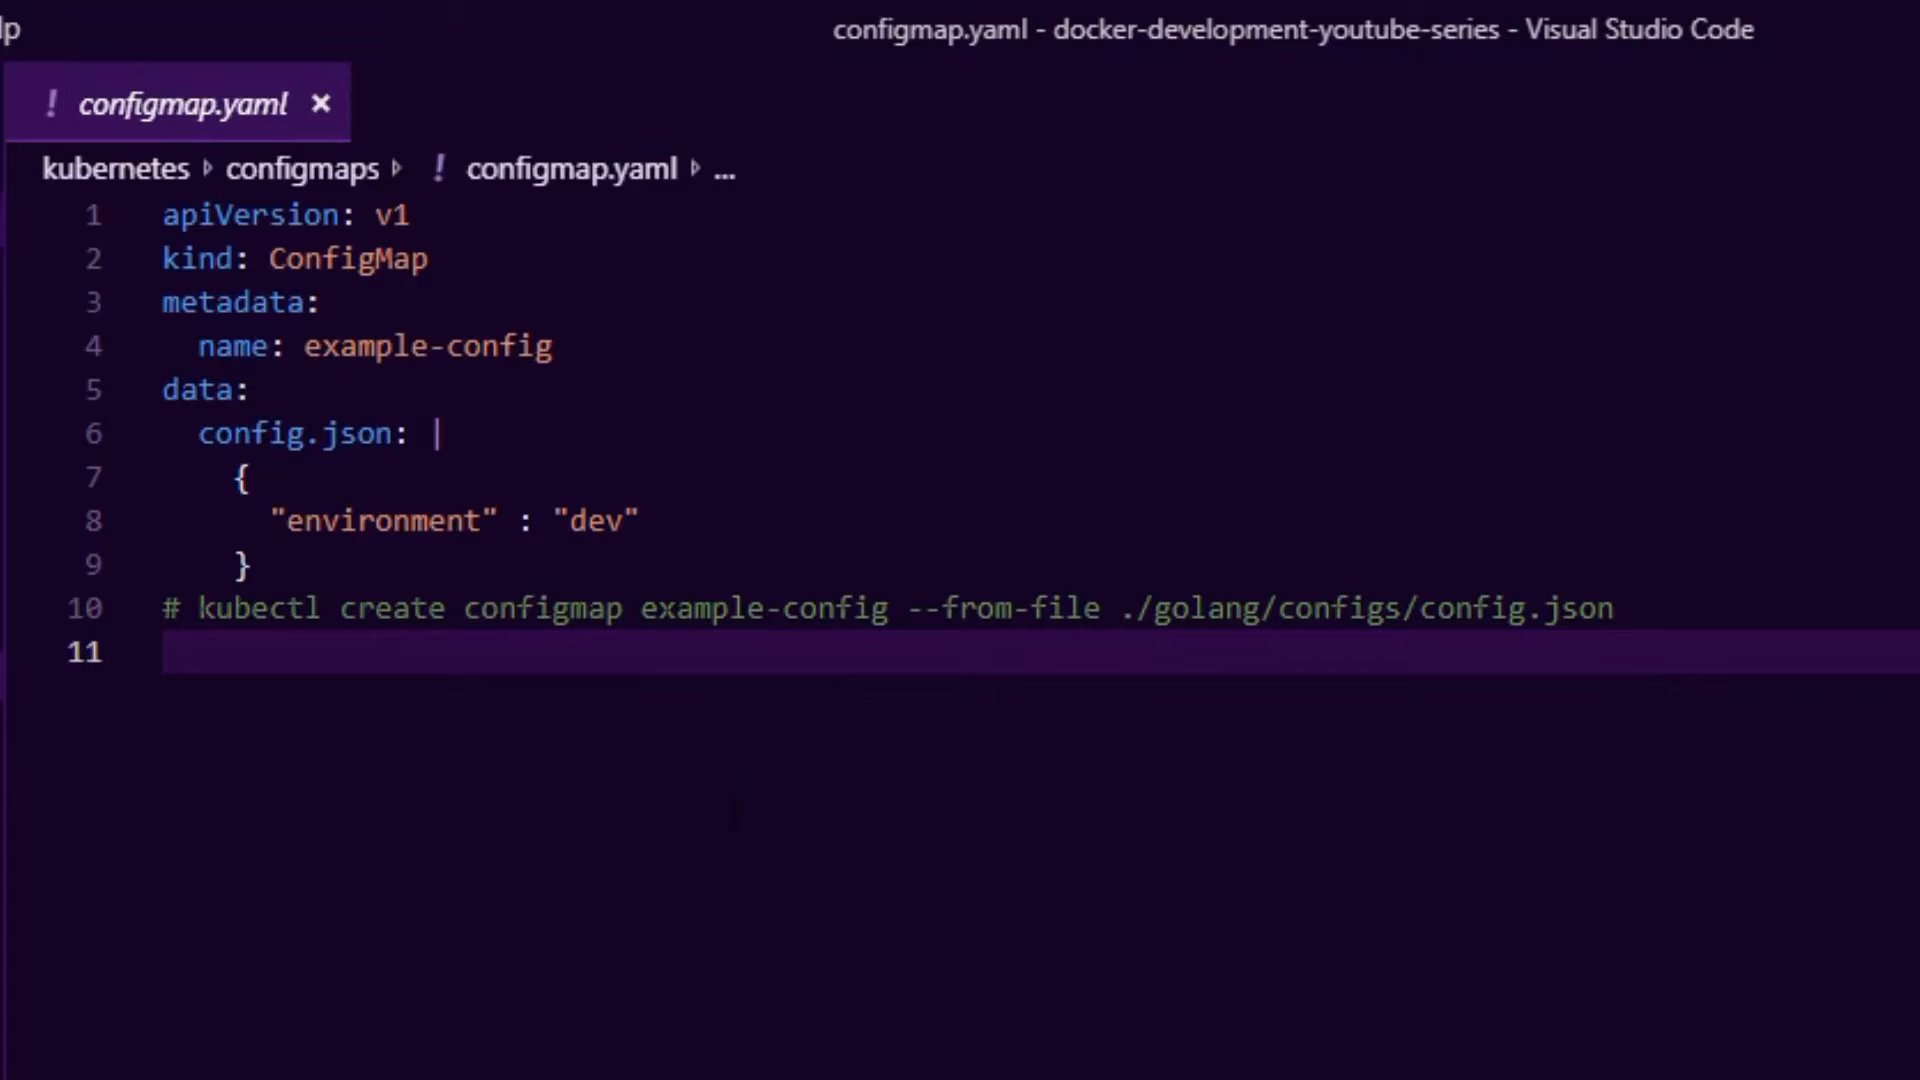 lp
configmap.yaml - docker-development-youtube-series - Visual Studio Code
! configmap.yaml ×
kubernetes ▹ configmaps ▹ ! configmap.yaml ▹ ...
1 apiVersion: v1
2 kind: ConfigMap
3 metadata:
4   name: example-config
5 data:
6   config.json: |
7     {
8       "environment" : "dev"
9     }
10 # kubectl create configmap example-config --from-file ./golang/configs/config.json
11